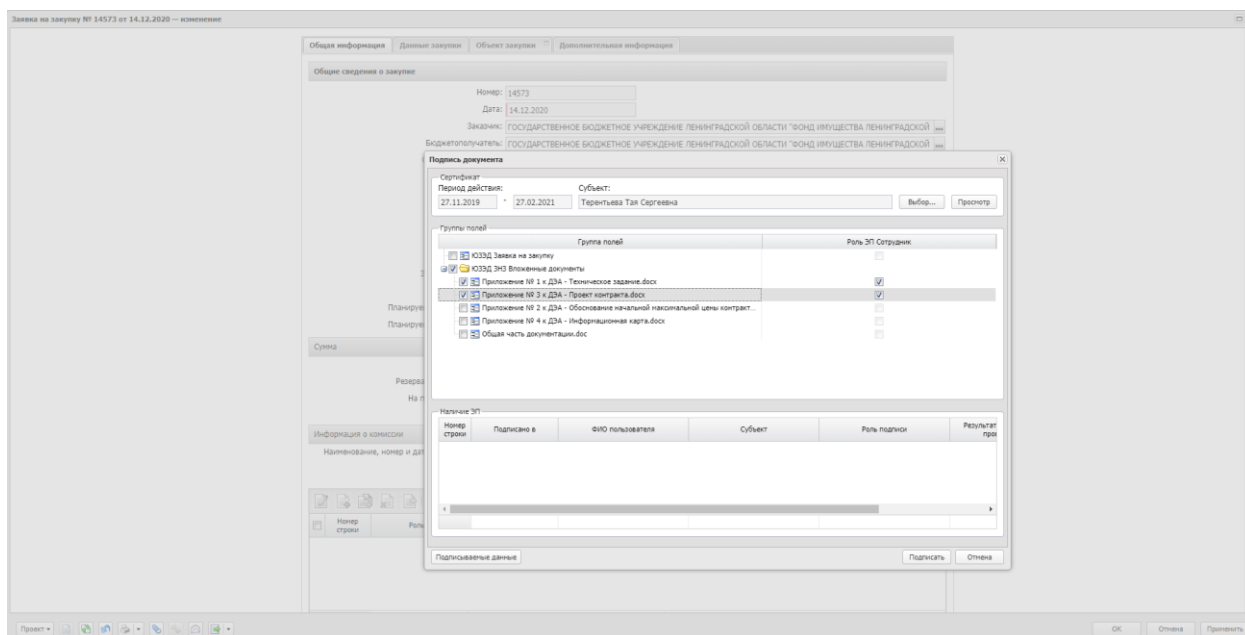 Заявка на закупку № 14573 от 14.12.2020 — изменение
Общая информация Данные закупки Объект закупки Дополнительная информация
Общие сведения о закупке
Номер: 14573
Дата: 14.12.2020
Заказчик: ГОСУДАРСТВЕННОЕ БЮДЖЕТНОЕ УЧРЕЖДЕНИЕ ЛЕНИНГРАДСКОЙ ОБЛАСТИ "ФОНД ИМУЩЕСТВА ЛЕНИНГРАДСКОЙ ...
Бюджетополучатель: ГОСУДАРСТВЕННОЕ БЮДЖЕТНОЕ УЧРЕЖДЕНИЕ ЛЕНИНГРАДСКОЙ ОБЛАСТИ "ФОНД ИМУЩЕСТВА ЛЕНИНГРАДСКОЙ ...
Подпись документа
Сертификат
Период действия: Субъект:
27.11.2019 - 27.02.2021 Терентьева Тая Сергеевна Выбор... Просмотр
Группы полей
Группа полей Роль ЭП Сотрудник
ЮЗЭД Заявка на закупку
ЮЗЭД ЗНЗ Вложенные документы
Приложение № 1 к ДЭА - Техническое задание.docx
Приложение № 3 к ДЭА - Проект контракта.docx
Приложение № 2 к ДЭА - Обоснование начальной максимальной цены контракт...
Приложение № 4 к ДЭА - Информационная карта.docx
Общая часть документации.doc
Планируе
Планируе
Сумма
Резерва
На п
Наличие ЭП
Номер строки Подписано в ФИО пользователя Субъект Роль подписи Результат про
Информация о комиссии
Наименование, номер и дат
Номер строки Роль
Подписываемые данные Подписать Отмена
Проект OK Отмена Применить